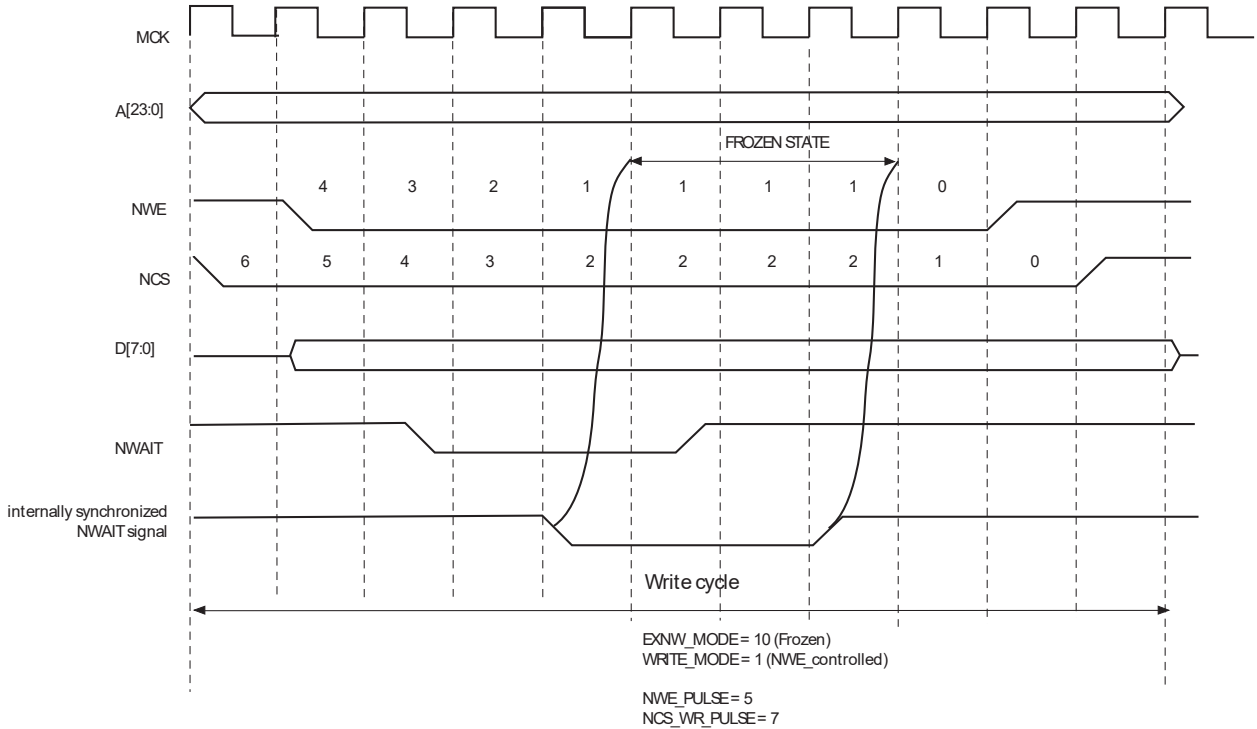 MCK
A[23:0]
FROZEN STATE
4 3 2 1 1 1 1 0
NWE
6 5 4 3 2 2 2 2 1 0
NCS
D[7:0]
NWAIT
internally synchronized
NWAIT signal
Write cycle
EXNW_MODE = 10 (Frozen)
WRITE_MODE = 1 (NWE_controlled)
NWE_PULSE = 5
NCS_WR_PULSE = 7